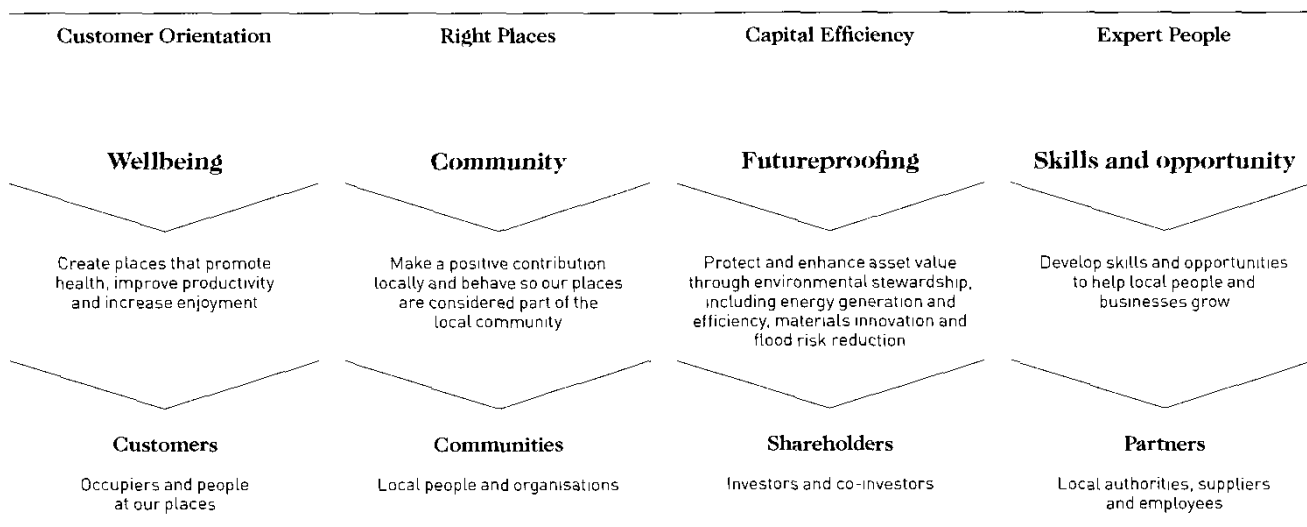 Customer Orientation
Right Places
Capital Efficiency
Expert People
Wellbeing
Community
Futureproofing
Skills and opportunity
Create places that promote
health, improve productivity
and increase enjoyment
Make a positive contribution
locally and behave so our places
are considered part of the
local community
Protect and enhance asset value
through environmental stewardship,
including energy generation and
efficiency, materials innovation and
flood risk reduction
Develop skills and opportunities
to help local people and
businesses grow
Customers
Communities
Shareholders
Partners
Occupiers and people
at our places
Local people and organisations
Investors and co-investors
Local authorities, suppliers
and employees